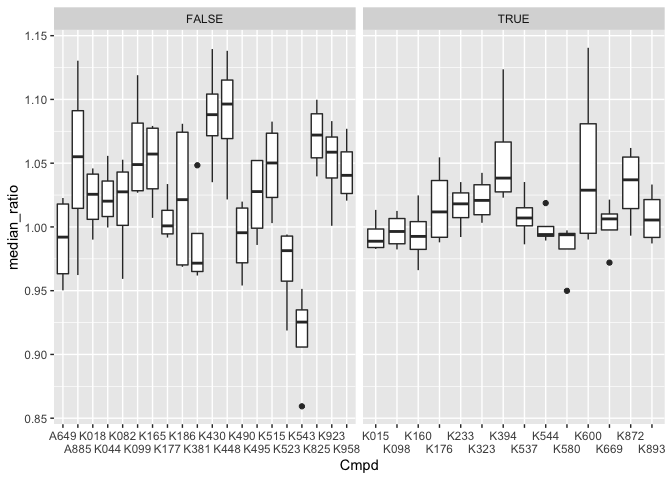 FALSE TRUE
1.15
1.10
1.05
1.00
0.95
0.90
0.85
median_ratio
A649 K018 K082 K165 K186 K430 K490 K515 K543 K923 K015 K160 K233 K394 K544 K600 K872
A885 K044 K099 K177 K381 K448 K495 K523 K825 K958 K098 K176 K323 K537 K580 K669 K893
Cmpd